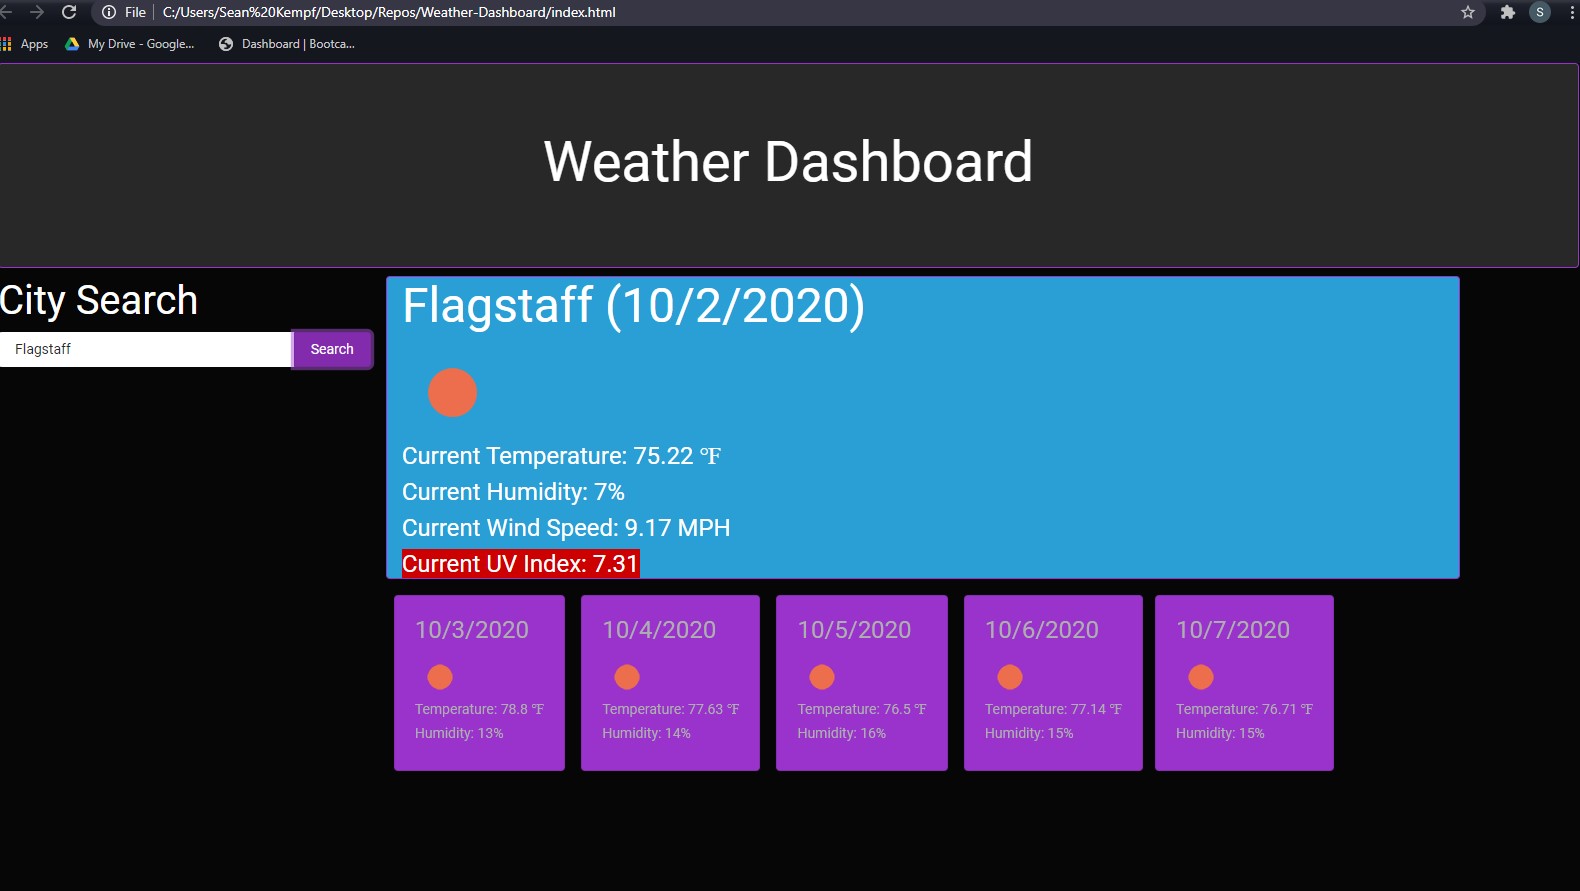 File C:/Users/Sean%20Kempf/Desktop/Repos/Weather-Dashboard/index.html S
Apps My Drive - Google... Dashboard | Bootca...
Weather Dashboard
City Search
Flagstaff Search
Flagstaff (10/2/2020)
Current Temperature: 75.22 ℉
Current Humidity: 7%
Current Wind Speed: 9.17 MPH
Current UV Index: 7.31
10/3/2020
Temperature: 78.8 ℉
Humidity: 13%
10/4/2020
Temperature: 77.63 ℉
Humidity: 14%
10/5/2020
Temperature: 76.5 ℉
Humidity: 16%
10/6/2020
Temperature: 77.14 ℉
Humidity: 15%
10/7/2020
Temperature: 76.71 ℉
Humidity: 15%